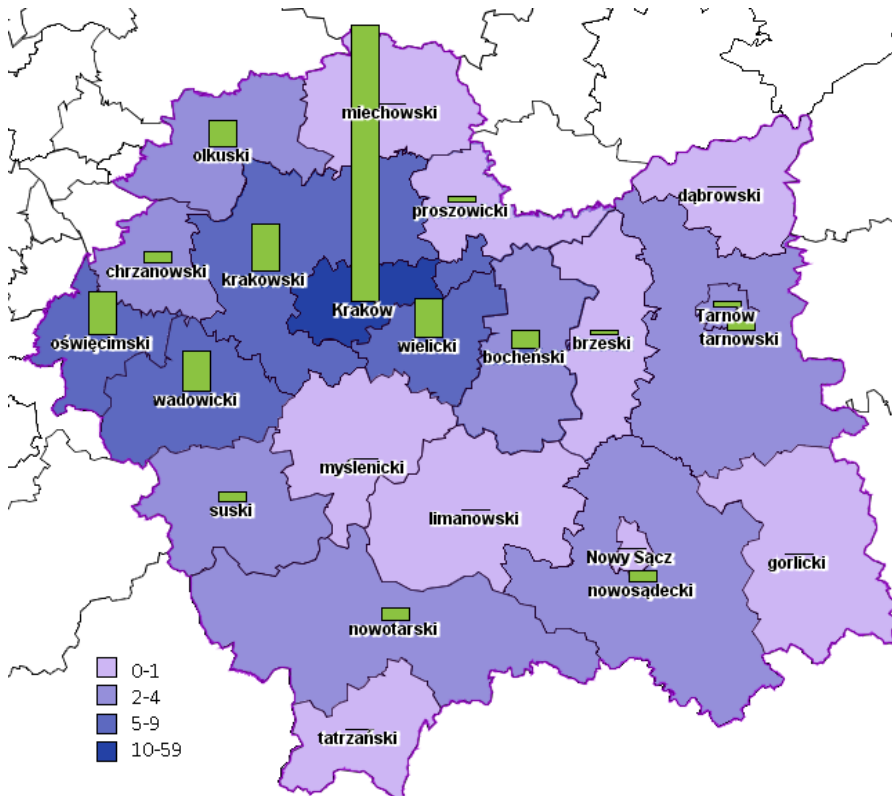 miechowski
olkuski
dąbrowski
proszowicki
chrzanowski
krakowski
Kraków
Tarnów
tarnowski
oświęcimski
wielicki
brzeski
bocheński
wadowicki
myślenicki
suski
limanowski
Nowy Sącz
gorlicki
nowosądecki
nowotarski
tatrzański
0-1
2-4
5-9
10-59